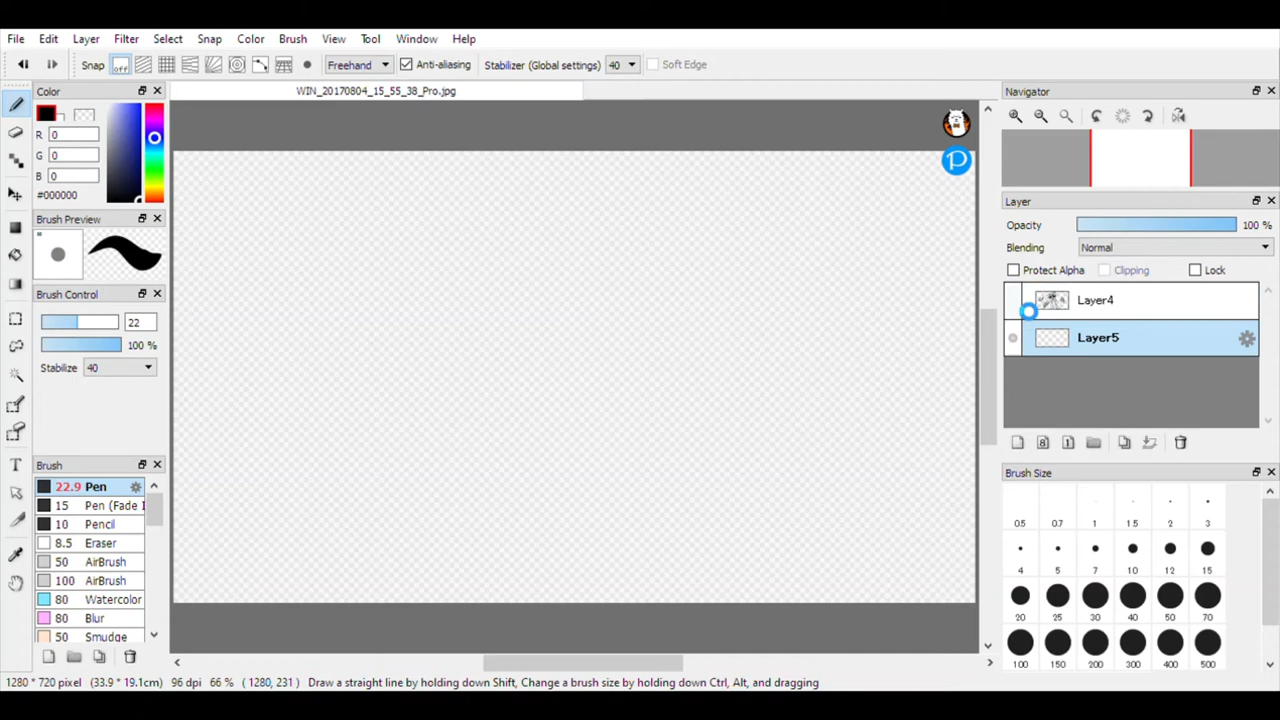 File Edit Layer Filter Select Snap Color Brush View Tool Window Help
Snap off Freehand Anti-aliasing Stabilizer (Global settings) 40 Soft Edge
Color
WIN_20170804_15_55_38_Pro.jpg
R 0
G 0
B 0
#000000
Brush Preview
Brush Control
22
100 %
Stabilize 40
Brush
22.9 Pen
15 Pen (Fade I
10 Pencil
8.5 Eraser
50 AirBrush
100 AirBrush
80 Watercolor
80 Blur
50 Smudge
T
P
Navigator
Layer
Opacity 100 %
Blending Normal
Protect Alpha Clipping Lock
Layer4
Layer5
8 1
Brush Size
0.5 0.7 1 1.5 2 3
4 5 7 10 12 15
20 25 30 40 50 70
100 150 200 300 400 500
1280 * 720 pixel (33.9 * 19.1cm) 96 dpi 66 % ( 1280, 231 ) Draw a straight line by holding down Shift, Change a brush size by holding down Ctrl, Alt, and dragging